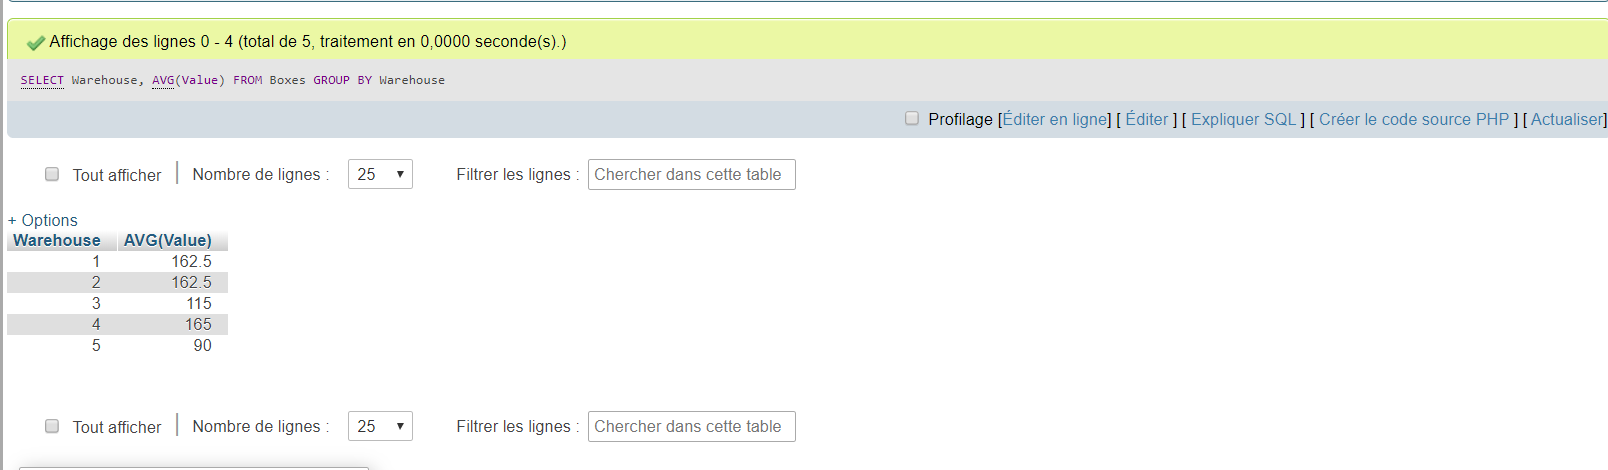 Affichage des lignes 0 - 4 (total de 5, traitement en 0,0000 seconde(s).)
SELECT Warehouse, AVG(Value) FROM Boxes GROUP BY Warehouse
Profilage [Éditer en ligne] [ Éditer ] [ Expliquer SQL ] [ Créer le code source PHP ] [ Actualiser]
Tout afficher | Nombre de lignes : 25 Filtrer les lignes : Chercher dans cette table
+ Options
Warehouse AVG(Value)
1 162.5
2 162.5
3 115
4 165
5 90
Tout afficher | Nombre de lignes : 25 Filtrer les lignes : Chercher dans cette table